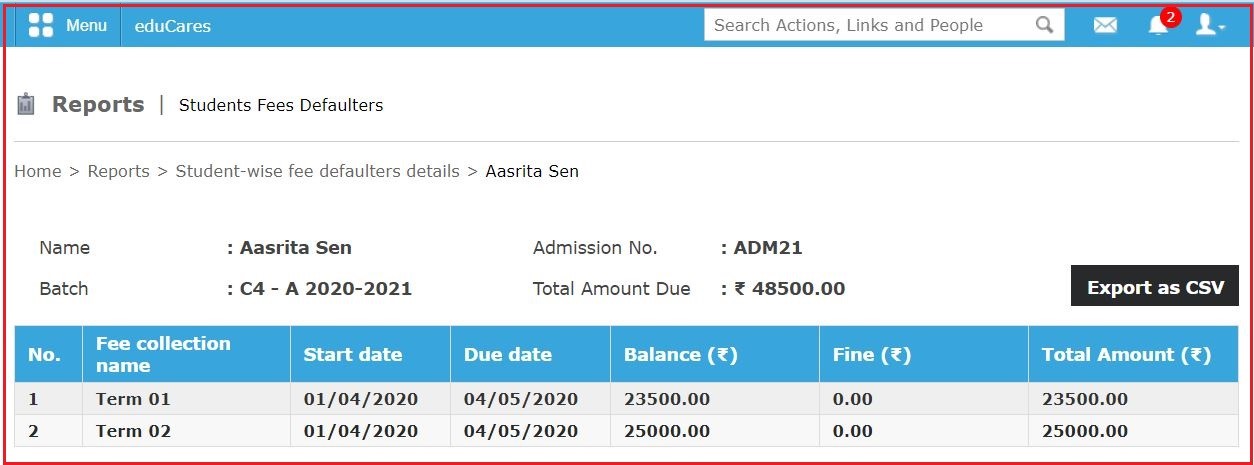 Menu eduCares Search Actions, Links and People 2
Reports | Students Fees Defaulters
Home > Reports > Student-wise fee defaulters details > Aasrita Sen
Name : Aasrita Sen Admission No. : ADM21
Batch : C4 - A 2020-2021 Total Amount Due : ₹ 48500.00 Export as CSV
No. Fee collection name Start date Due date Balance (₹) Fine (₹) Total Amount (₹)
1 Term 01 01/04/2020 04/05/2020 23500.00 0.00 23500.00
2 Term 02 01/04/2020 04/05/2020 25000.00 0.00 25000.00